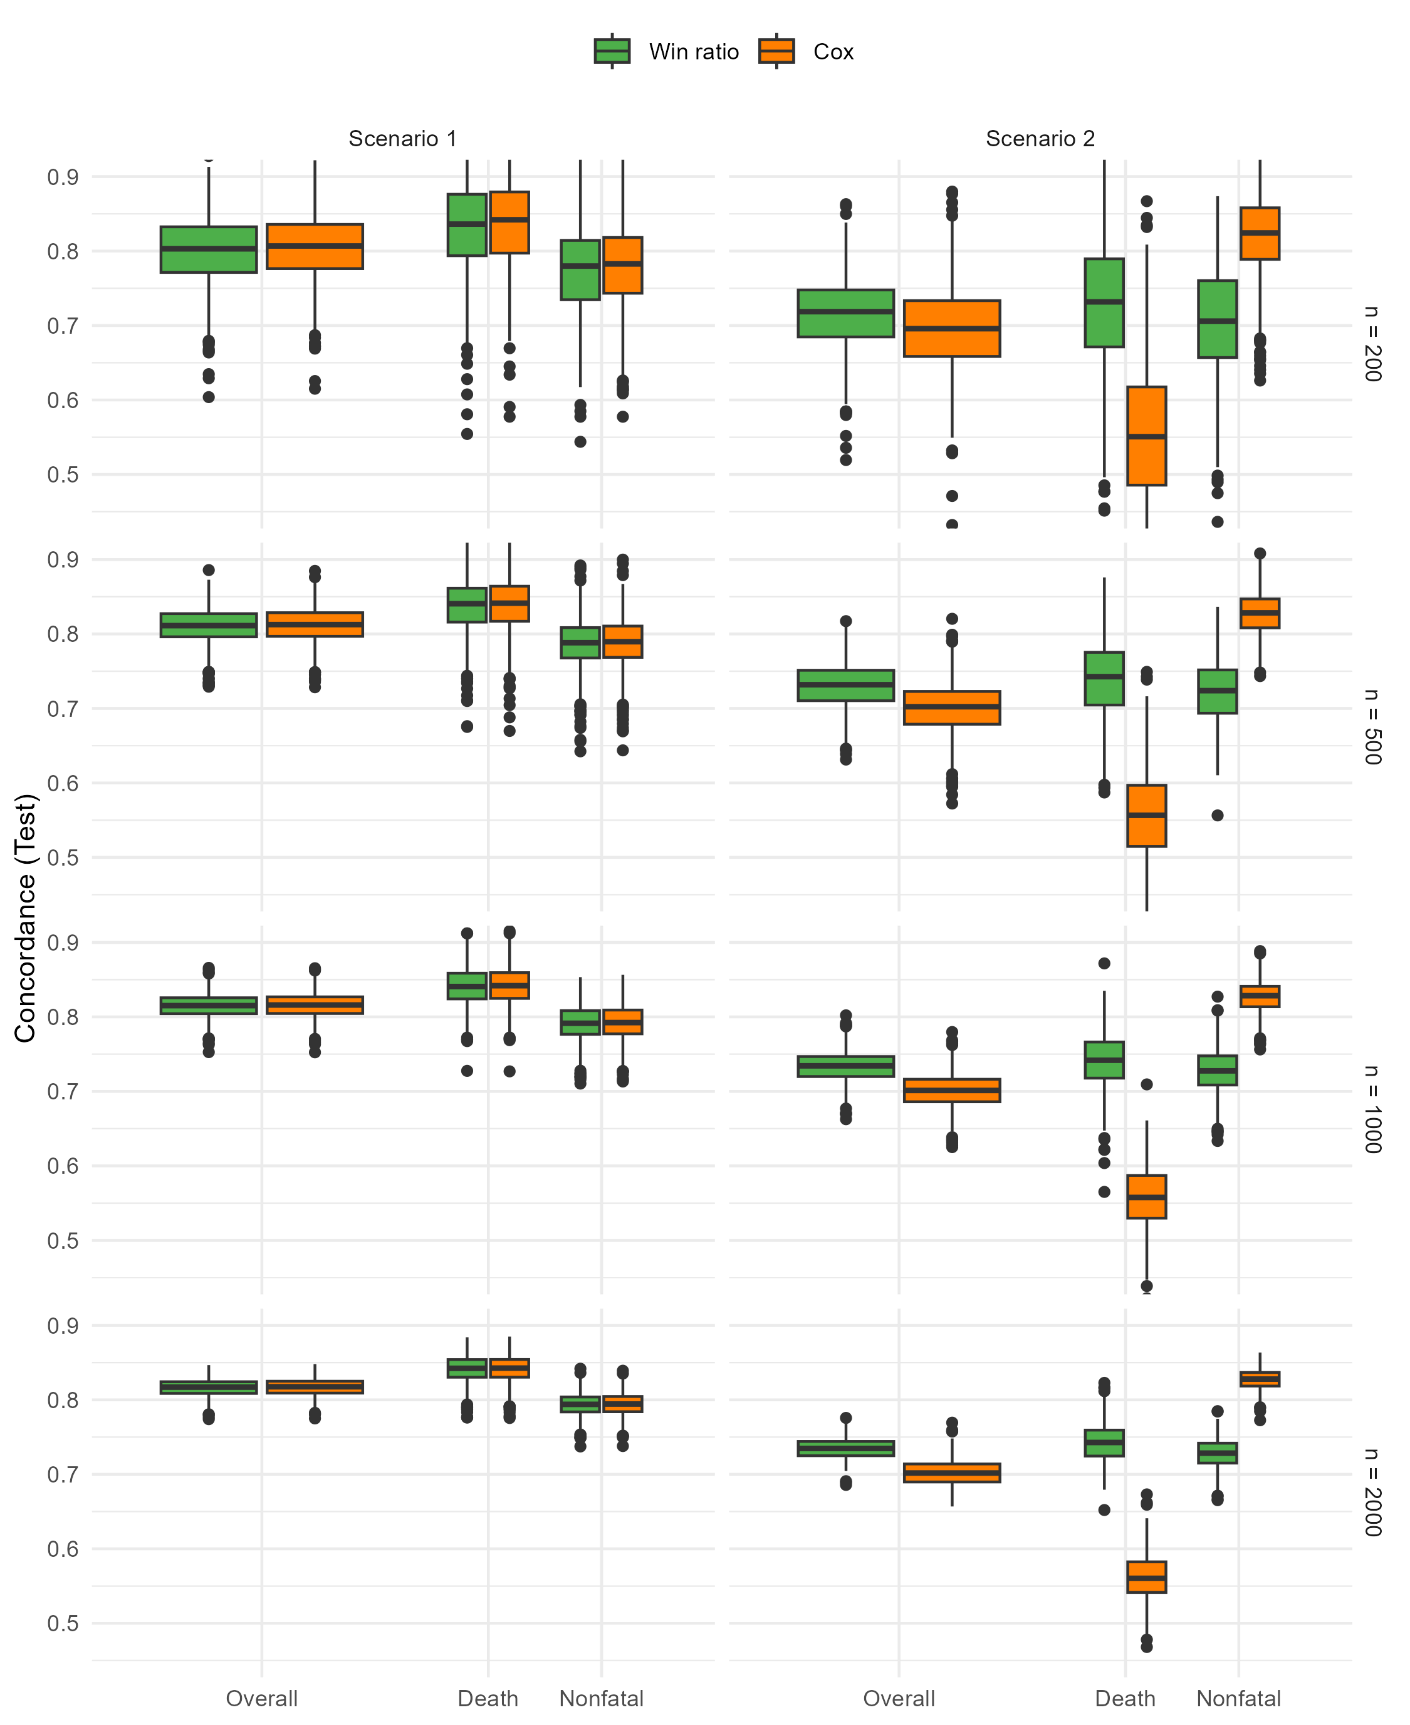 Win ratio Cox
Scenario 1 Scenario 2
Concordance (Test)
0.9
0.8
0.7
0.6
0.5
n = 200
0.9
0.8
0.7
0.6
0.5
n = 500
0.9
0.8
0.7
0.6
0.5
n = 1000
0.9
0.8
0.7
0.6
0.5
n = 2000
Overall Death Nonfatal Overall Death Nonfatal